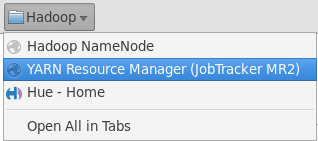 Hadoop
Hadoop NameNode
YARN Resource Manager (JobTracker MR2)
Hue - Home
Open All in Tabs